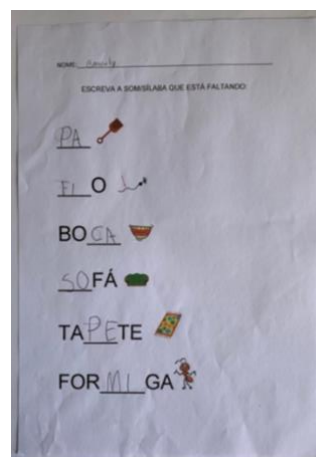 NOME:
ESCREVA A SOM/SÍLABA QUE ESTÁ FALTANDO:
PA
FIO
BOCA
SOFÁ
TAPETE
FORMIGA